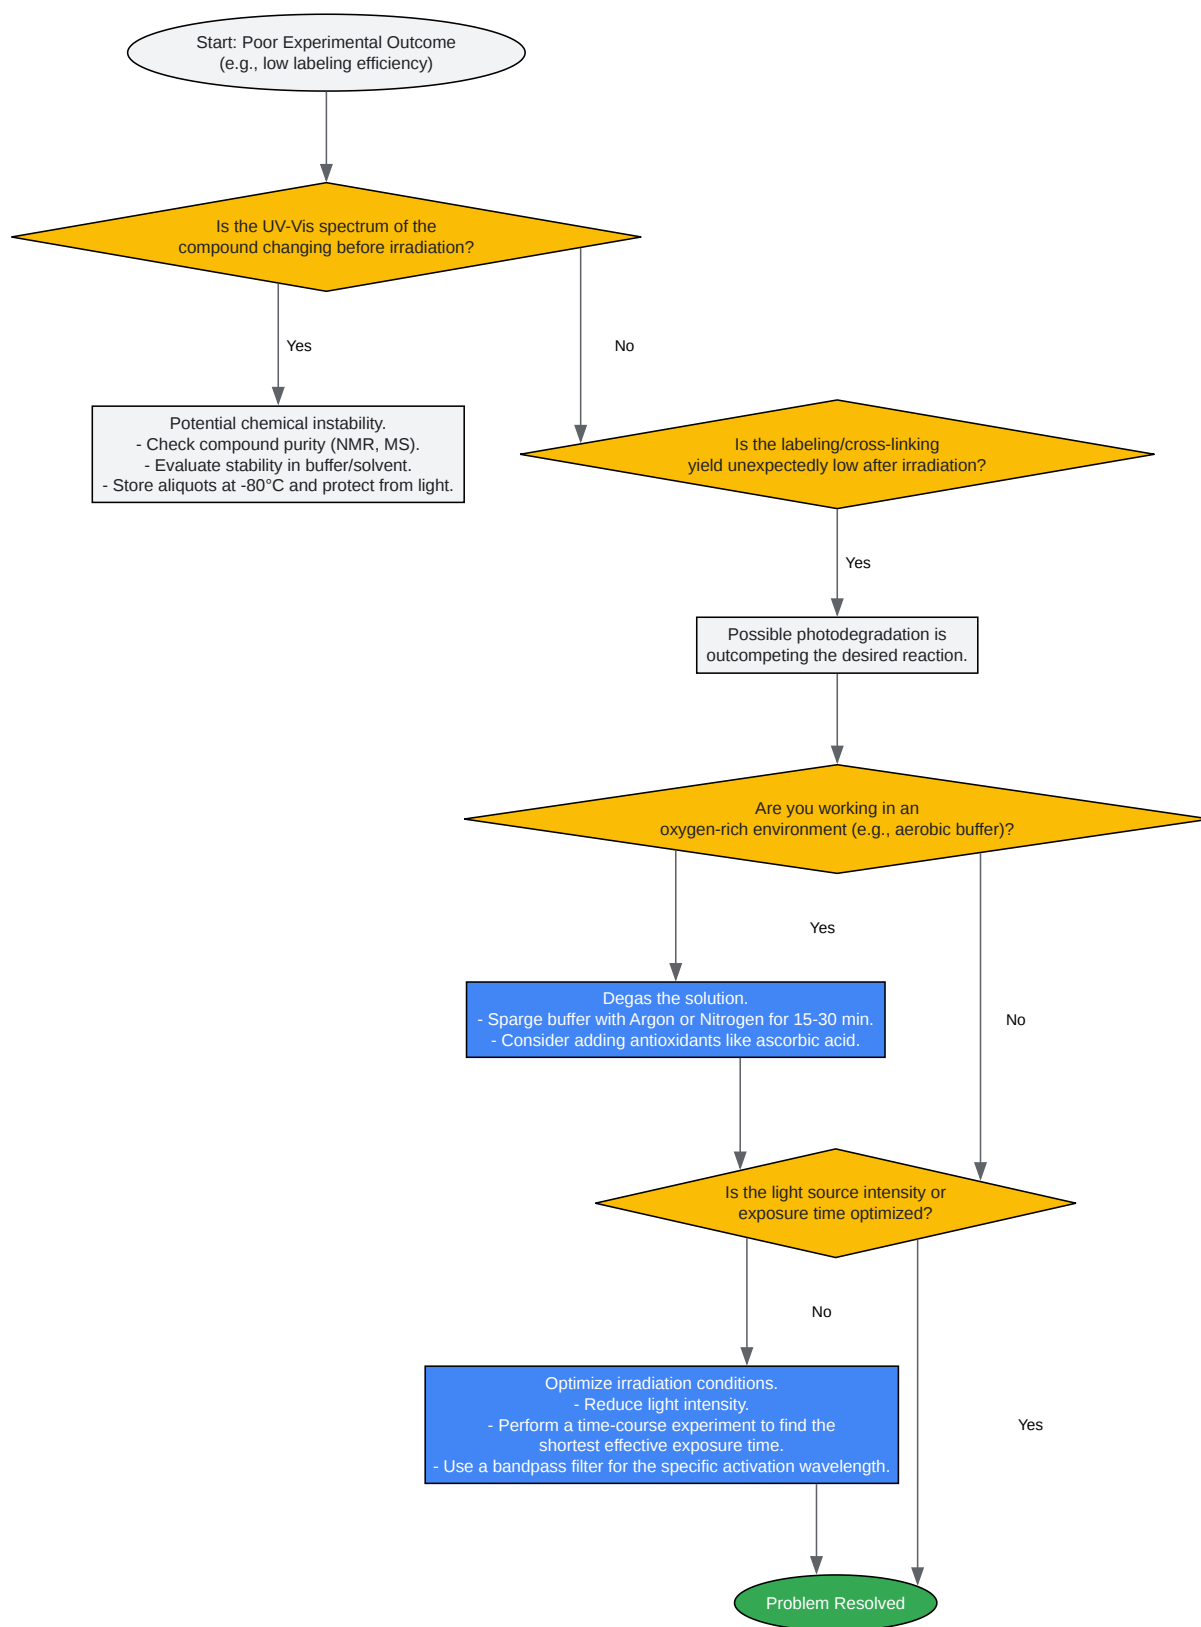 Start: Poor Experimental Outcome
(e.g., low labeling efficiency)
Is the UV-Vis spectrum of the
compound changing before irradiation?
Yes
No
Potential chemical instability.
- Check compound purity (NMR, MS).
- Evaluate stability in buffer/solvent.
- Store aliquots at -80°C and protect from light.
Is the labeling/cross-linking
yield unexpectedly low after irradiation?
Yes
Possible photodegradation is
outcompeting the desired reaction.
Are you working in an
oxygen-rich environment (e.g., aerobic buffer)?
Yes
Degas the solution.
- Sparge buffer with Argon or Nitrogen for 15-30 min.
- Consider adding antioxidants like ascorbic acid.
No
Is the light source intensity or
exposure time optimized?
No
Optimize irradiation conditions.
- Reduce light intensity.
- Perform a time-course experiment to find the
shortest effective exposure time.
- Use a bandpass filter for the specific activation wavelength.
Yes
Problem Resolved